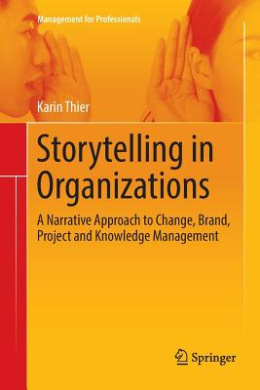 Management for Professionals
Karin Thier
Storytelling in
Organizations
A Narrative Approach to Change, Brand,
Project and Knowledge Management
Springer